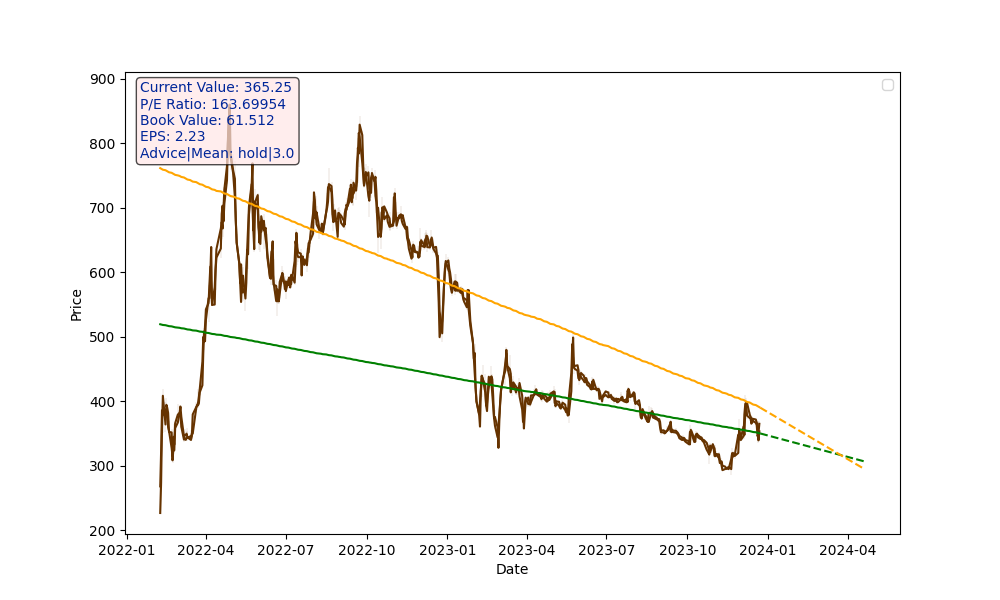 Current Value: 365.25
P/E Ratio: 163.69954
Book Value: 61.512
EPS: 2.23
Advice|Mean: hold|3.0
Price
900
800
700
600
500
400
300
200
2022-01 2022-04 2022-07 2022-10 2023-01 2023-04 2023-07 2023-10 2024-01 2024-04
Date